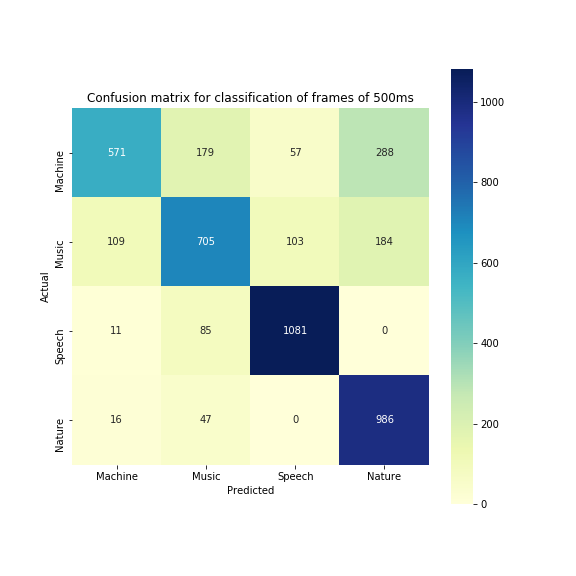 Confusion matrix for classification of frames of 500ms
1000
800
600
400
200
0
Actual
Machine
571 179 57 288
Music
109 705 103 184
Speech
11 85 1081 0
Nature
16 47 0 986
Machine Music Speech Nature
Predicted